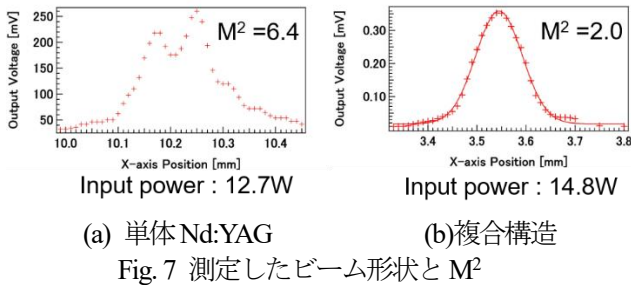 250
200
150
100
50
Output Voltage [mV]
M² =6.4
10.0 10.1 10.2 10.3 10.4
X-axis Position [mm]
Input power : 12.7W
(a) 単体 Nd:YAG
0.30
0.20
0.10
Output Voltage [mV]
M² =2.0
3.4 3.5 3.6 3.7 3.8
X-axis Position [mm]
Input power : 14.8W
(b)複合構造
Fig. 7 測定したビーム形状と M²